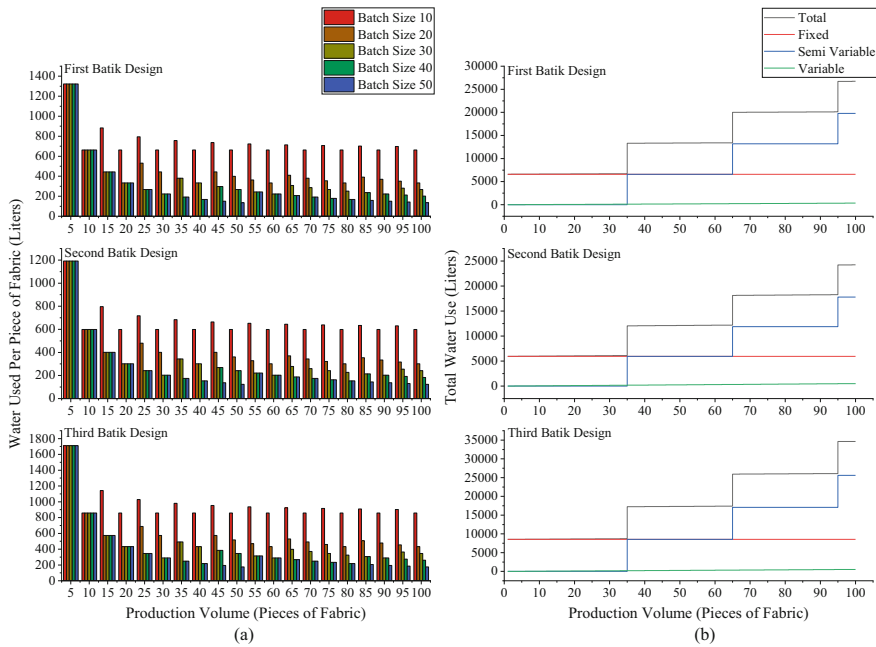 Batch Size 10
Batch Size 20
Batch Size 30
Batch Size 40
Batch Size 50
Water Used Per Piece of Fabric (Liters)
First Batik Design
1400
1200
1000
800
600
400
200
0
5 10 15 20 25 30 35 40 45 50 55 60 65 70 75 80 85 90 95 100
Second Batik Design
1200
1000
800
600
400
200
0
5 10 15 20 25 30 35 40 45 50 55 60 65 70 75 80 85 90 95 100
Third Batik Design
1800
1600
1400
1200
1000
800
600
400
200
0
5 10 15 20 25 30 35 40 45 50 55 60 65 70 75 80 85 90 95 100
Production Volume (Pieces of Fabric)
(a)
Total
Fixed
Semi Variable
Variable
Total Water Use (Liters)
First Batik Design
30000
25000
20000
15000
10000
5000
0
0 10 20 30 40 50 60 70 80 90 100
Second Batik Design
25000
20000
15000
10000
5000
0
0 10 20 30 40 50 60 70 80 90 100
Third Batik Design
35000
30000
25000
20000
15000
10000
5000
0
0 10 20 30 40 50 60 70 80 90 100
Production Volume (Pieces of Fabric)
(b)